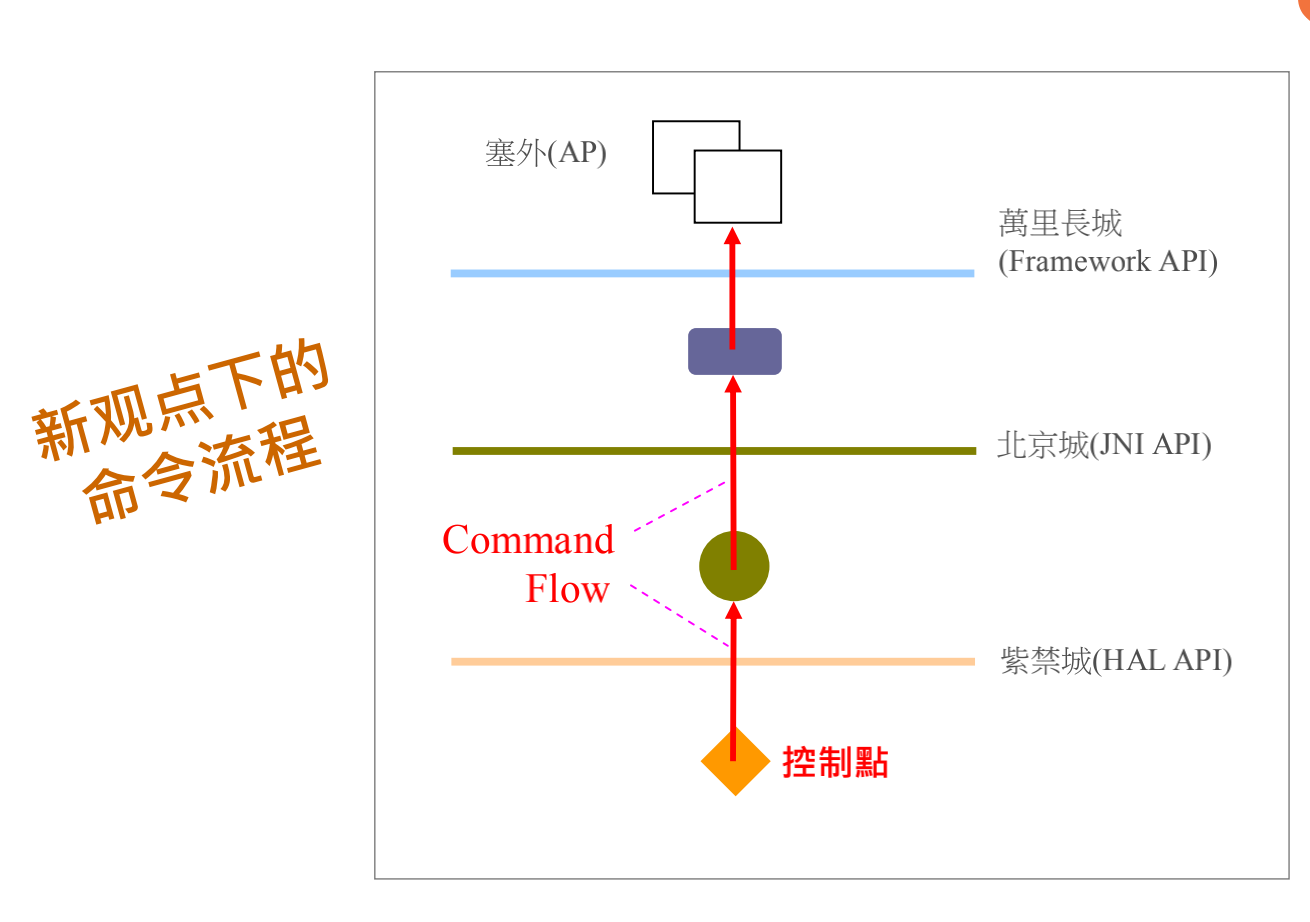 塞外(AP)
萬里長城
(Framework API)
新观点下的
命令流程
北京城(JNI API)
Command
Flow
紫禁城(HAL API)
控制點